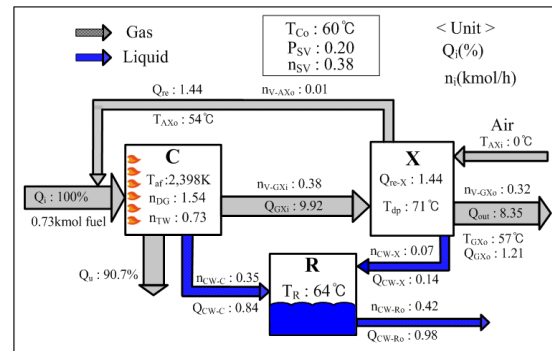 Gas
Liquid
T_Co : 60℃
P_SV : 0.20
n_SV : 0.38
< Unit >
Q_i(%)
n_i(kmol/h)
Q_re : 1.44
n_V-AXo : 0.01
T_AXo : 54℃
Air
T_AXi : 0℃
C
X
T_af :2,398K
n_DG : 1.54
n_TW : 0.73
Q_i : 100%
0.73kmol fuel
n_V-GXi : 0.38
Q_GXi : 9.92
Q_re-X : 1.44
T_dp : 71℃
n_V-GXo : 0.32
Q_out : 8.35
T_GXo : 57℃
Q_GXo : 1.21
Q_u : 90.7%
n_CW-C : 0.35
Q_CW-C : 0.84
R
T_R : 64℃
n_CW-X : 0.07
Q_CW-X : 0.14
n_CW-Ro : 0.42
Q_CW-Ro : 0.98